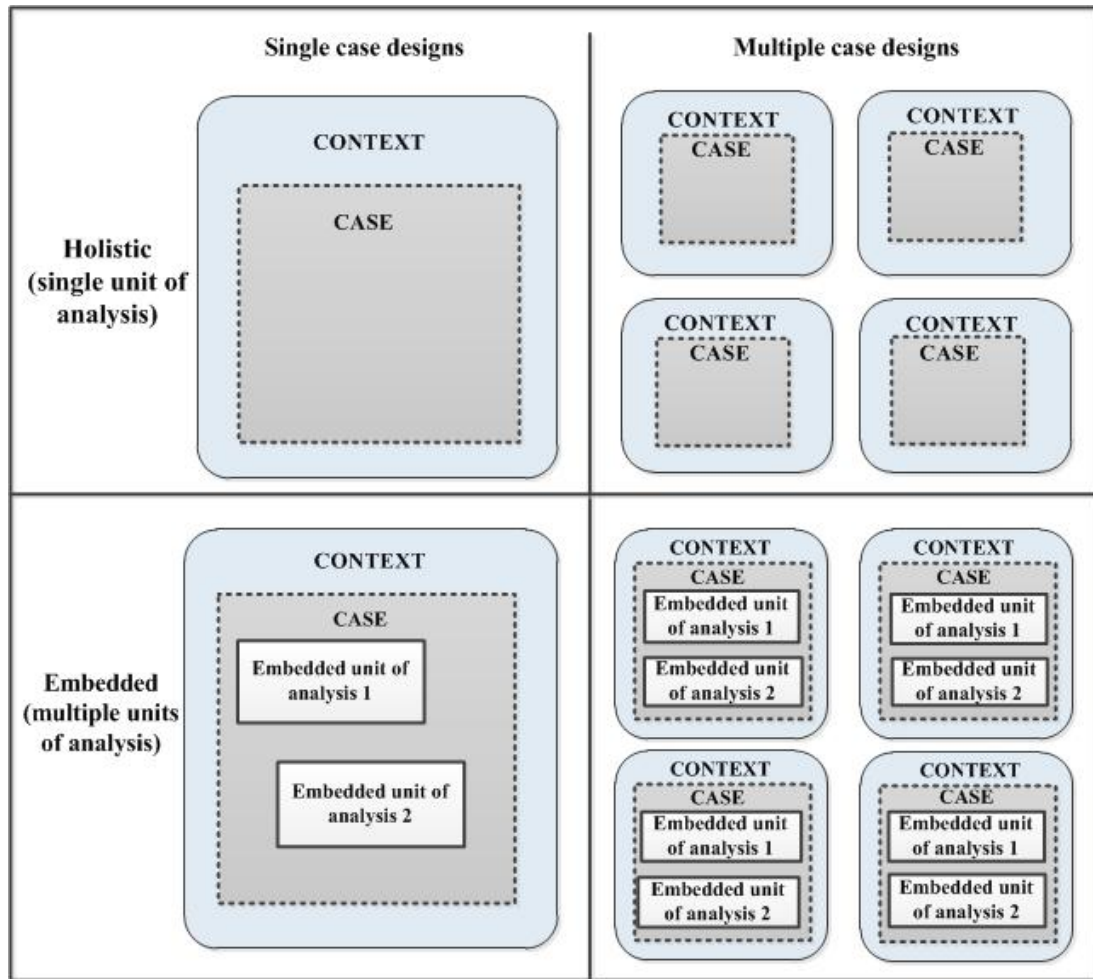 Single case designs
Multiple case designs
Holistic
(single unit of
analysis)
CONTEXT
CASE
CONTEXT
CASE
CONTEXT
CASE
CONTEXT
CASE
CONTEXT
CASE
Embedded
(multiple units
of analysis)
CONTEXT
CASE
Embedded unit of
analysis 1
Embedded unit of
analysis 2
CONTEXT
CASE
Embedded unit
of analysis 1
Embedded unit
of analysis 2
CONTEXT
CASE
Embedded unit
of analysis 1
Embedded unit
of analysis 2
CONTEXT
CASE
Embedded unit
of analysis 1
Embedded unit
of analysis 2
CONTEXT
CASE
Embedded unit
of analysis 1
Embedded unit
of analysis 2